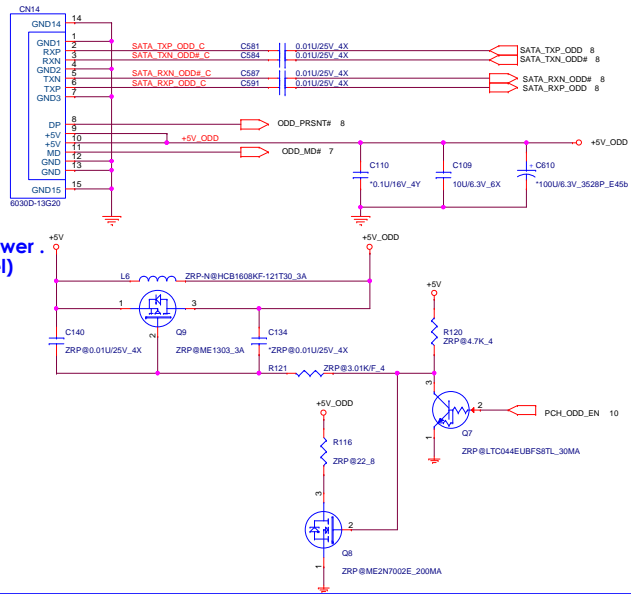 CN14
GND14 14
GND1 1
RXP 2 SATA_TXP_ODD_C C581 0.01U/25V_4X SATA_TXP_ODD 8
RXN 3 SATA_TXN_ODD#_C C584 0.01U/25V_4X SATA_TXN_ODD# 8
GND2 4
TXN 5 SATA_RXN_ODD#_C C587 0.01U/25V_4X SATA_RXN_ODD# 8
TXP 6 SATA_RXP_ODD_C C591 0.01U/25V_4X SATA_RXP_ODD 8
GND3 7
DP 8 ODD_PRSNT# 8
+5V 9
+5V 10 +5V_ODD +5V_ODD
MD 11 ODD_MD# 7
GND 12
GND 13
GND15 15
6030D-13G20
C110 C109 + C610
*0.1U/16V_4Y 10U/6.3V_6X *100U/6.3V_3528P_E45b
wer .
l)
+5V +5V_ODD
L6 ZRP-N@HCB1608KF-121T30_3A
1 3
2
C140 Q9 C134
ZRP@0.01U/25V_4X ZRP@ME1303_3A *ZRP@0.01U/25V_4X
R121 ZRP@3.01K/F_4
+5V
R120
ZRP@4.7K_4
3
2 PCH_ODD_EN 10
1 Q7
ZRP@LTC044EUBFS8TL_30MA
+5V_ODD
R116
ZRP@22_8
3
2
1 Q8
ZRP@ME2N7002E_200MA